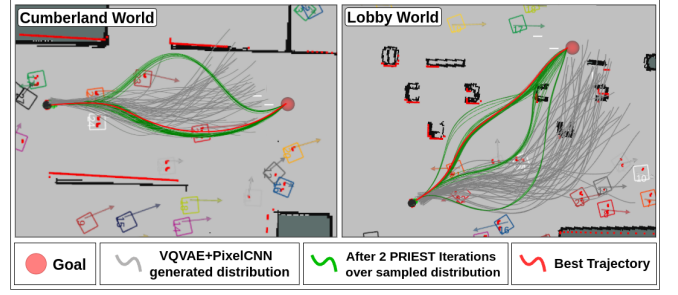 Cumberland World
Lobby World
Goal
VQVAE+PixelCNN
generated distribution
After 2 PRIEST Iterations
over sampled distribution
Best Trajectory